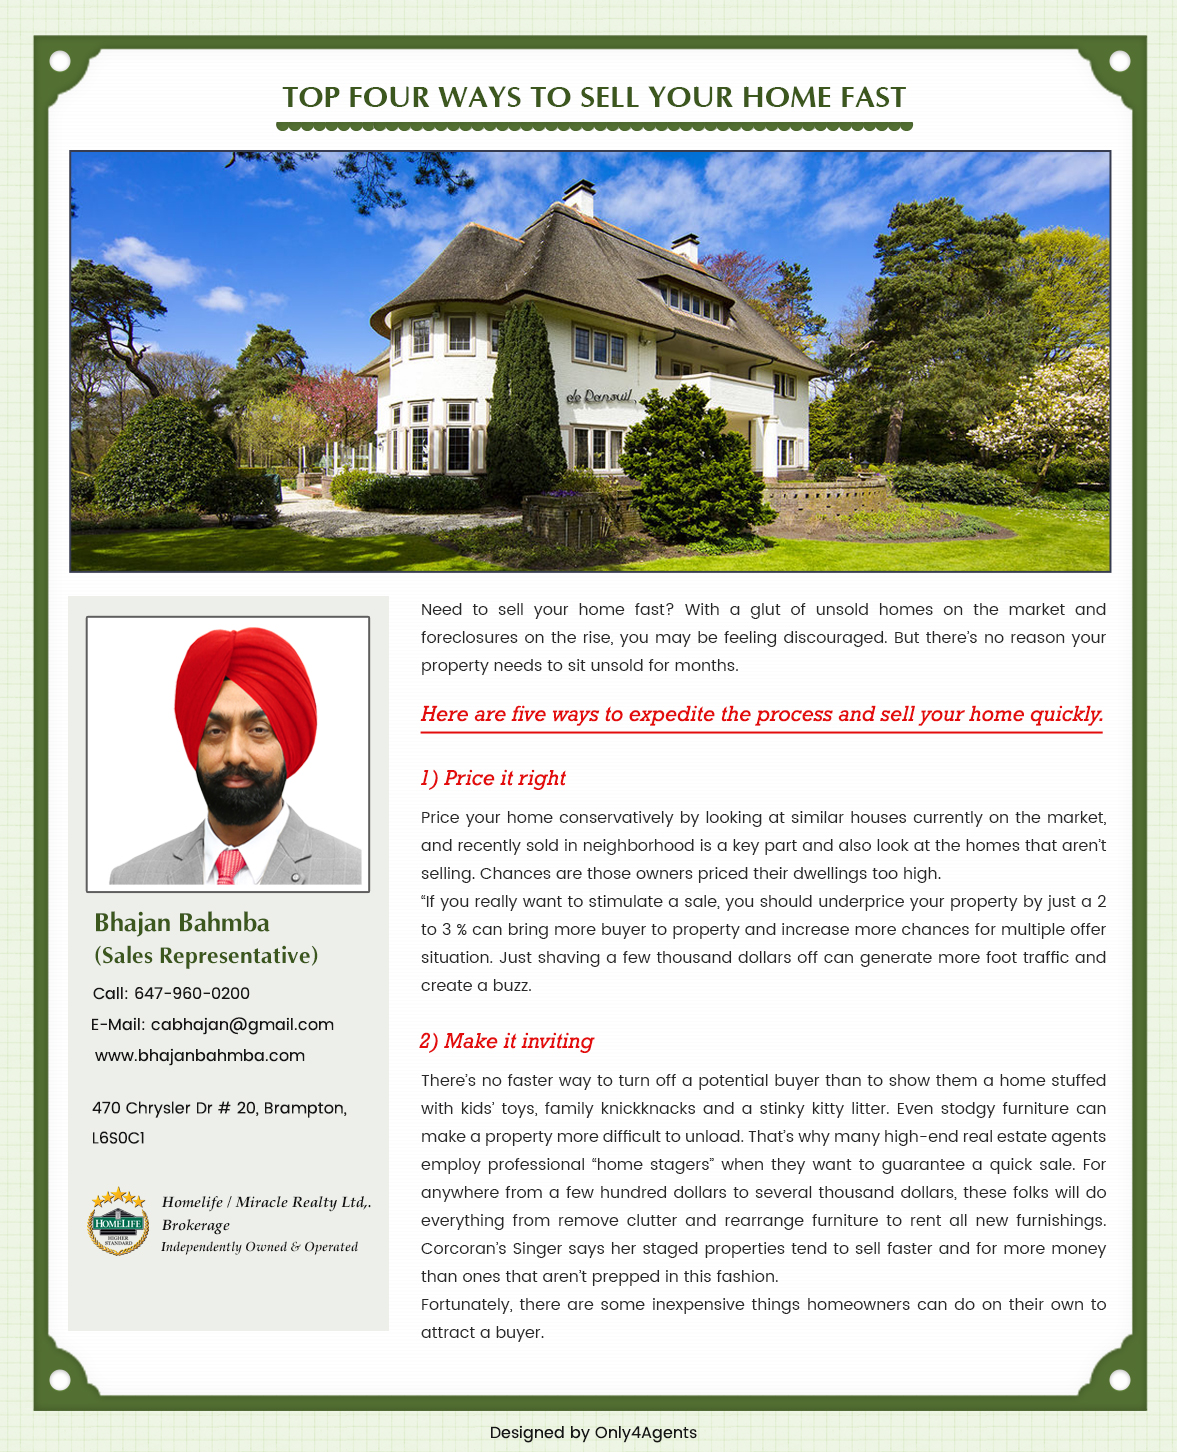 TOP FOUR WAYS TO SELL YOUR HOME FAST
Need to sell your home fast? With a glut of unsold homes on the market and
foreclosures on the rise, you may be feeling discouraged. But there's no reason your
property needs to sit unsold for months.
Here are five ways to expedite the process and sell your home quickly.
1) Price it right
Price your home conservatively by looking at similar houses currently on the market,
and recently sold in neighborhood is a key part and also look at the homes that aren't
selling. Chances are those owners priced their dwellings too high.
“If you really want to stimulate a sale, you should underprice your property by just a 2
to 3 % can bring more buyer to property and increase more chances for multiple offer
situation. Just shaving a few thousand dollars off can generate more foot traffic and
create a buzz.
2) Make it inviting
There's no faster way to turn off a potential buyer than to show them a home stuffed
with kids' toys, family knickknacks and a stinky kitty litter. Even stodgy furniture can
make a property more difficult to unload. That's why many high-end real estate agents
employ professional “home stagers” when they want to guarantee a quick sale. For
anywhere from a few hundred dollars to several thousand dollars, these folks will do
everything from remove clutter and rearrange furniture to rent all new furnishings.
Corcoran's Singer says her staged properties tend to sell faster and for more money
than ones that aren't prepped in this fashion.
Fortunately, there are some inexpensive things homeowners can do on their own to
attract a buyer.
Bhajan Bahmba
(Sales Representative)
Call: 647-960-0200
E-Mail: cabhajan@gmail.com
www.bhajanbahmba.com
470 Chrysler Dr # 20, Brampton,
L6S0C1
HOMELIFE
HIGHER
STANDARD
Homelife / Miracle Realty Ltd,.
Brokerage
Independently Owned & Operated
Designed by Only4Agents